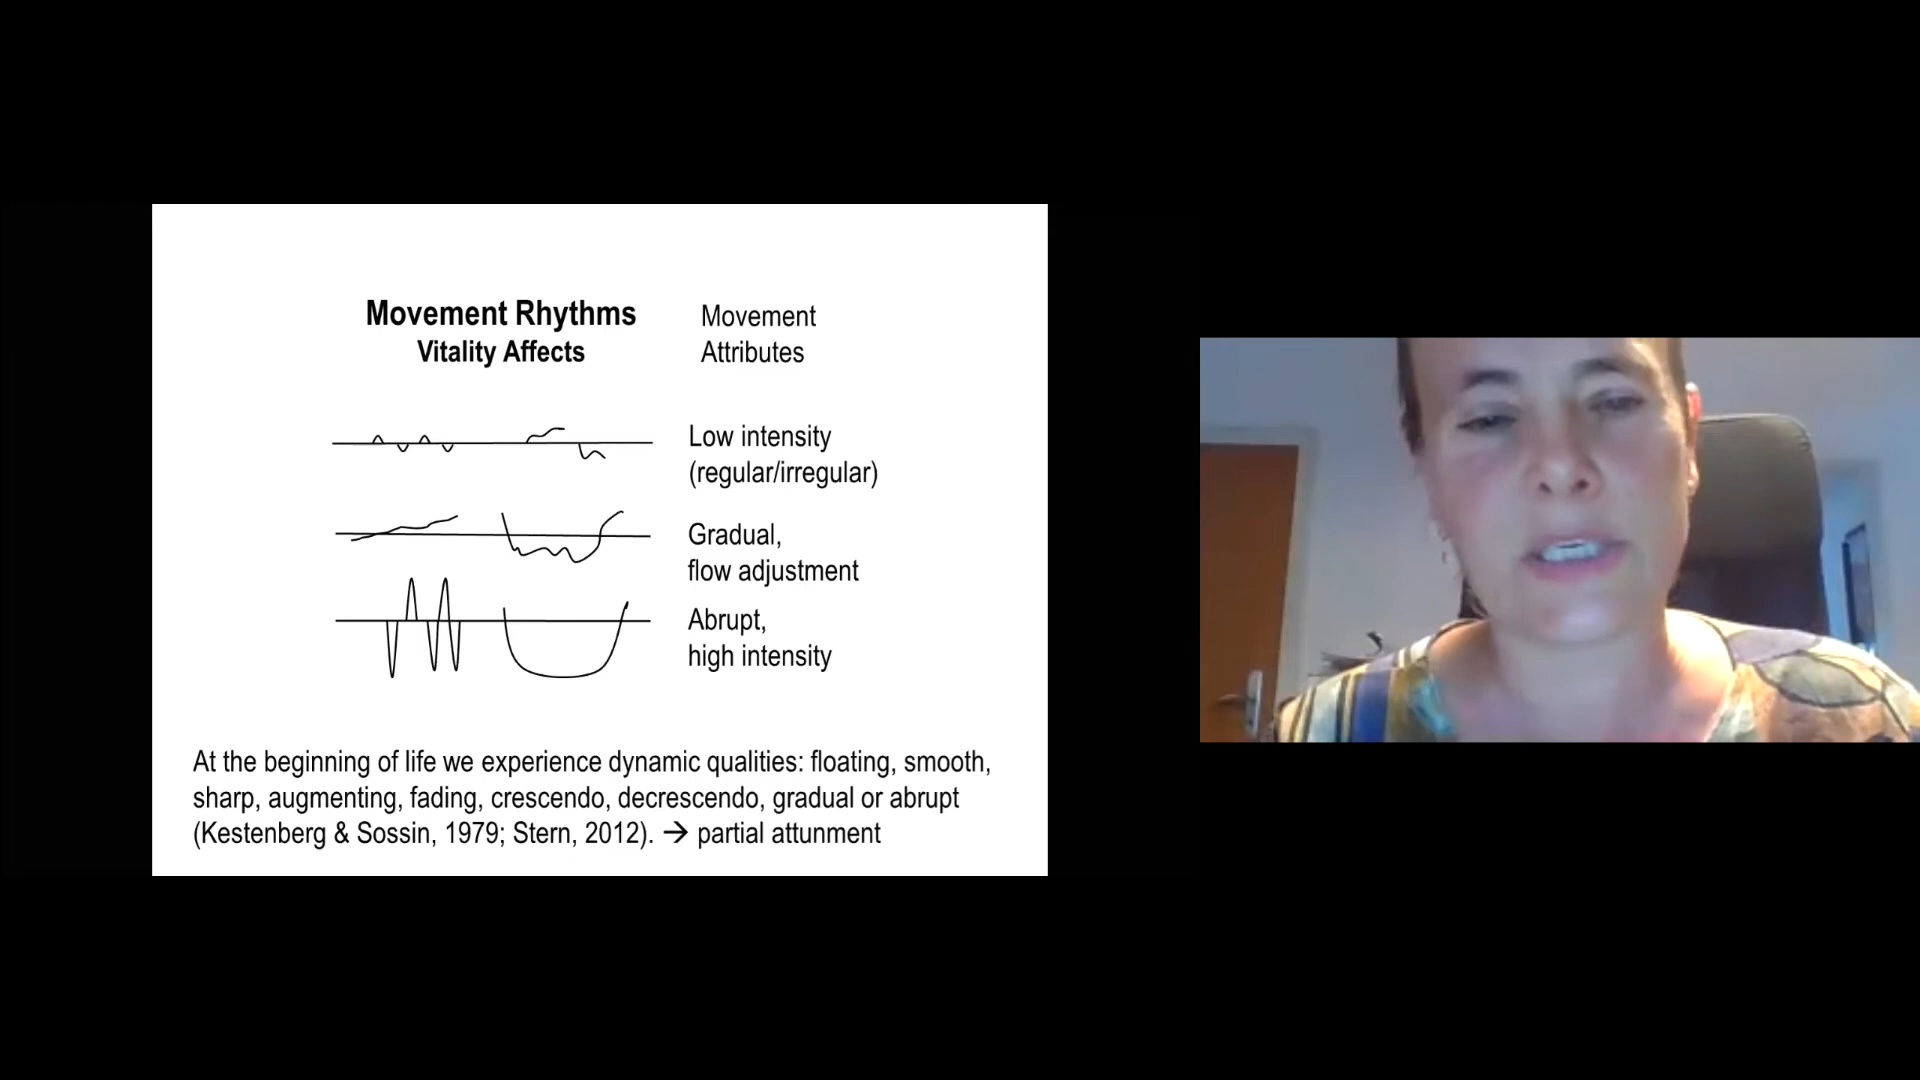 Movement Rhythms
Vitality Affects
Movement
Attributes
Low intensity
(regular/irregular)
Gradual,
flow adjustment
Abrupt,
high intensity
At the beginning of life we experience dynamic qualities: floating, smooth,
sharp, augmenting, fading, crescendo, decrescendo, gradual or abrupt
(Kestenberg & Sossin, 1979; Stern, 2012). → partial attunment